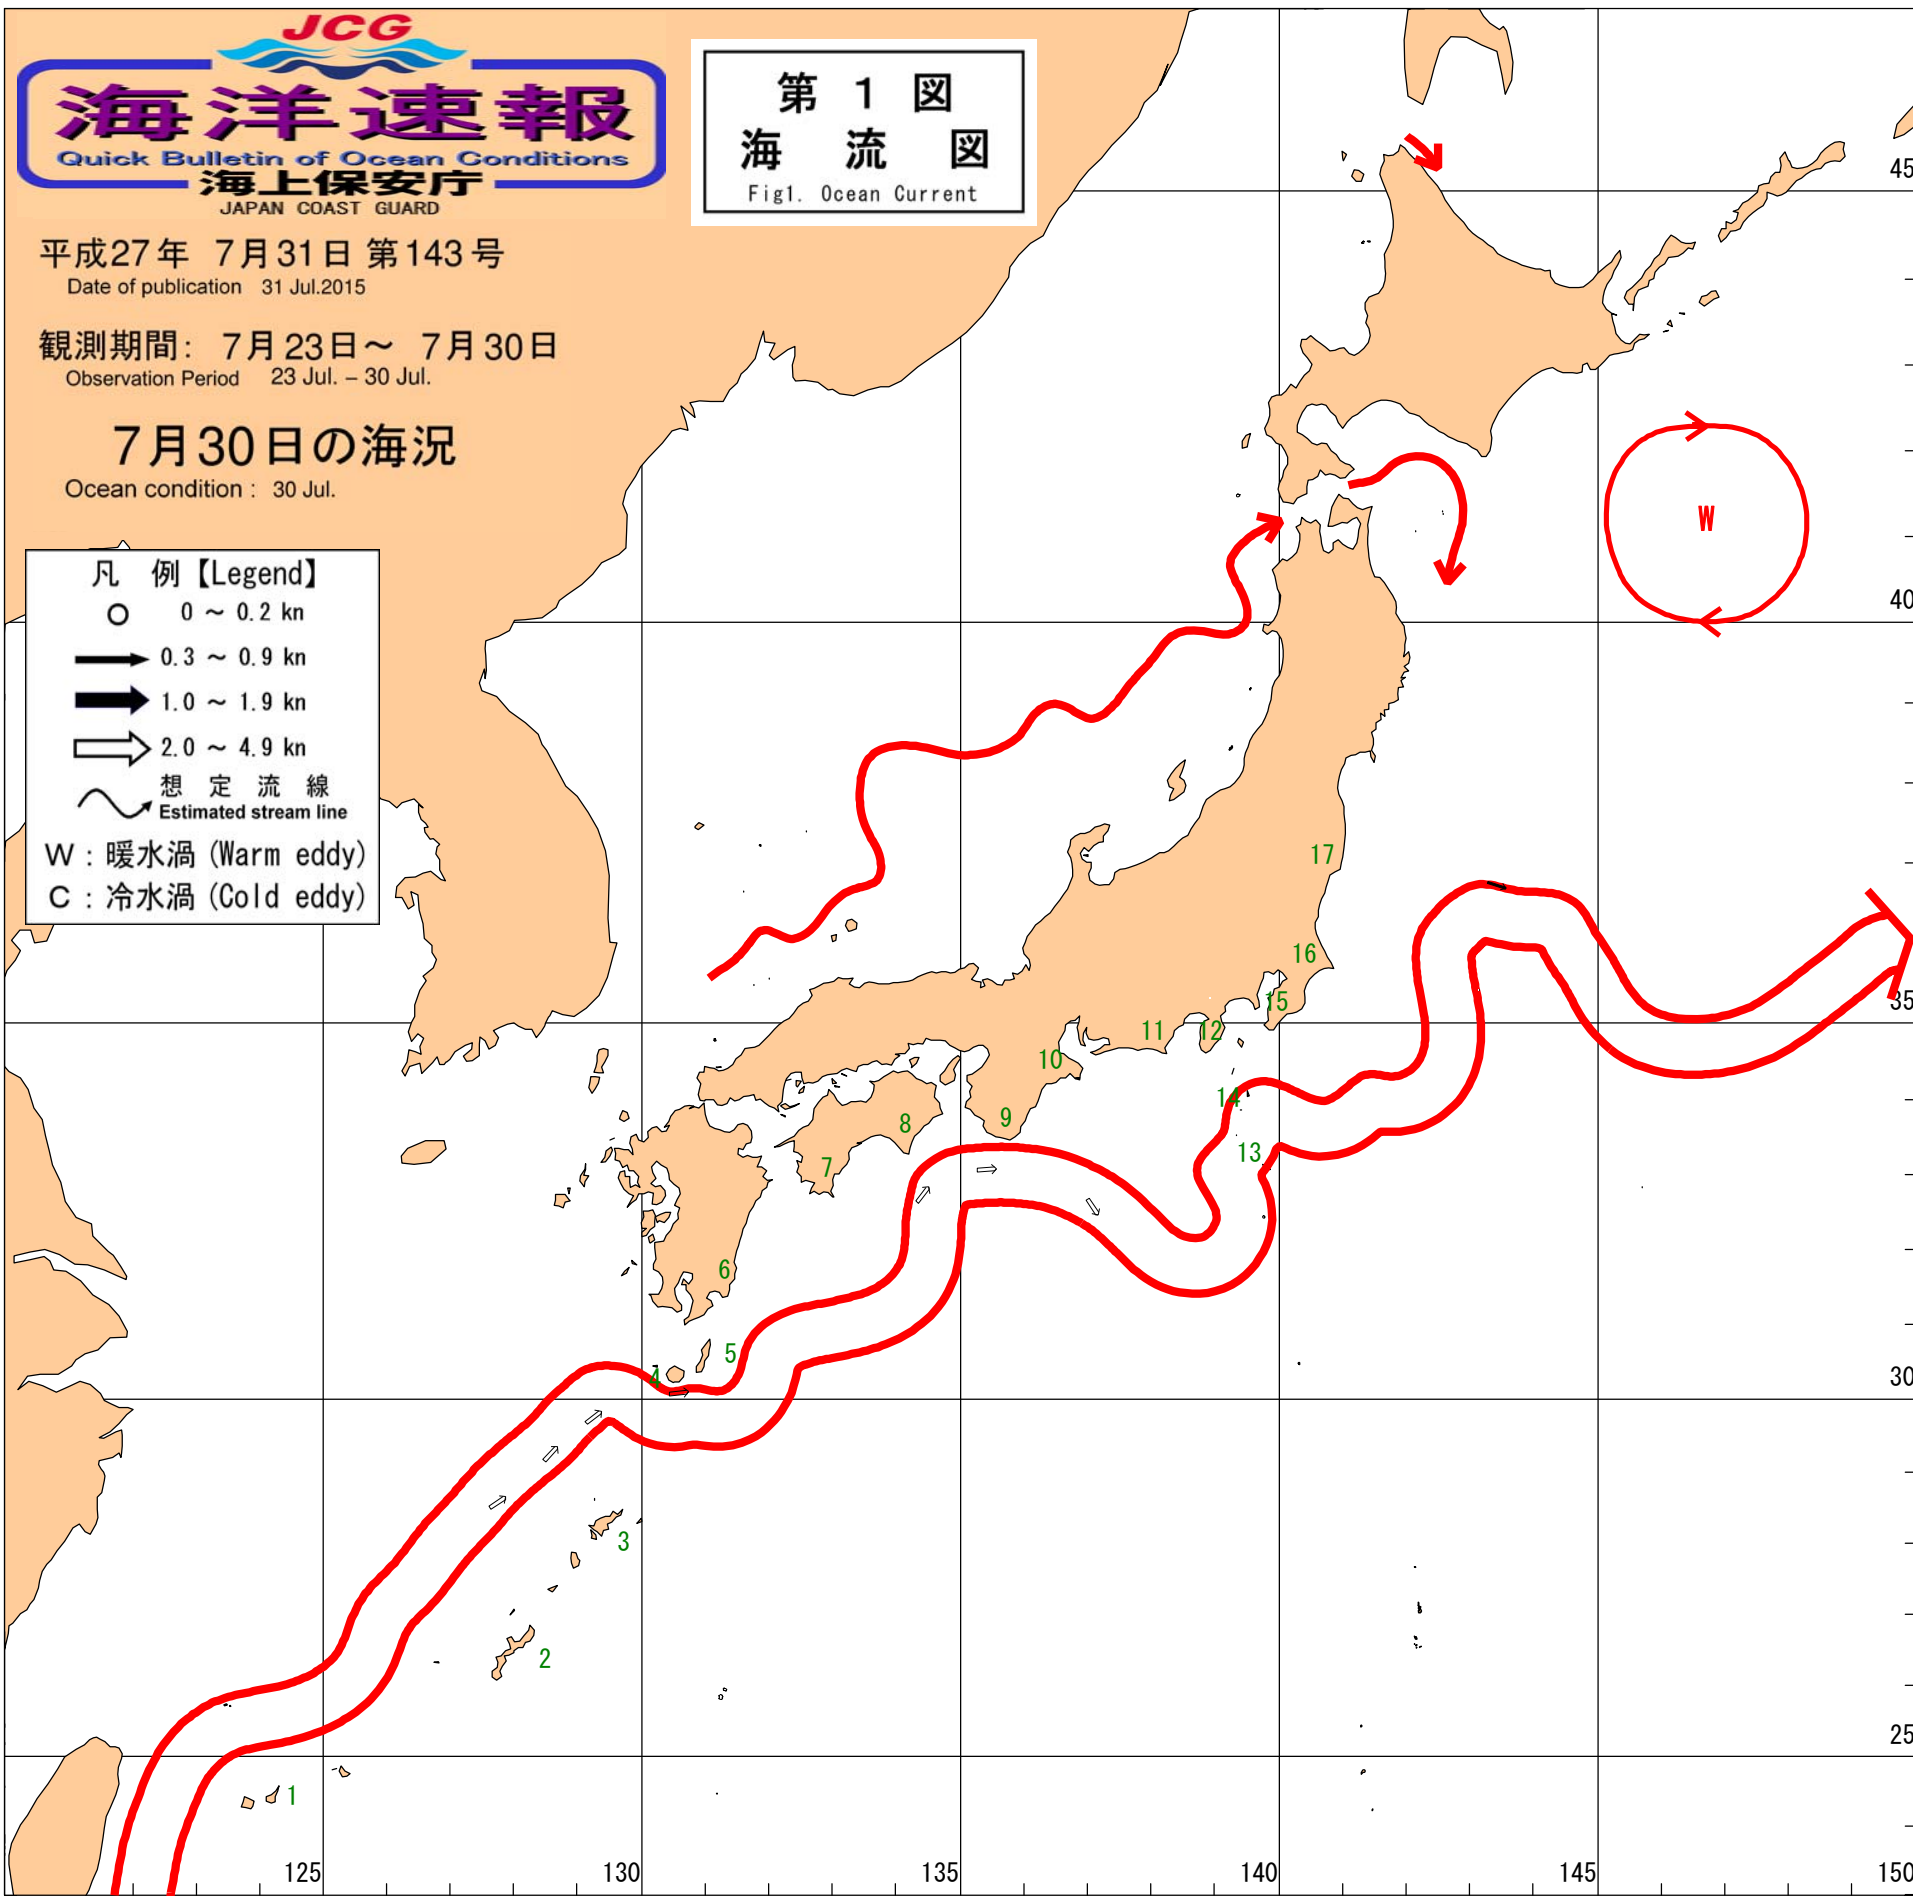 JCG
海洋速報
Quick Bulletin of Ocean Conditions
海上保安庁
JAPAN COAST GUARD
平成27年 7月31日 第143号
Date of publication 31 Jul.2015
観測期間: 7月23日～ 7月30日
Observation Period 23 Jul. – 30 Jul.
7月30日の海況
Ocean condition : 30 Jul.
第 1 図
海 流 図
Fig1. Ocean Current
凡 例【Legend】
0 ～ 0.2 kn
0.3 ～ 0.9 kn
1.0 ～ 1.9 kn
2.0 ～ 4.9 kn
想 定 流 線
Estimated stream line
W : 暖水渦 (Warm eddy)
C : 冷水渦 (Cold eddy)
45
W
40
17
16
15
35
11
12
10
14
9
8
13
7
6
5
4
30
3
2
25
1
125
130
135
140
145
150